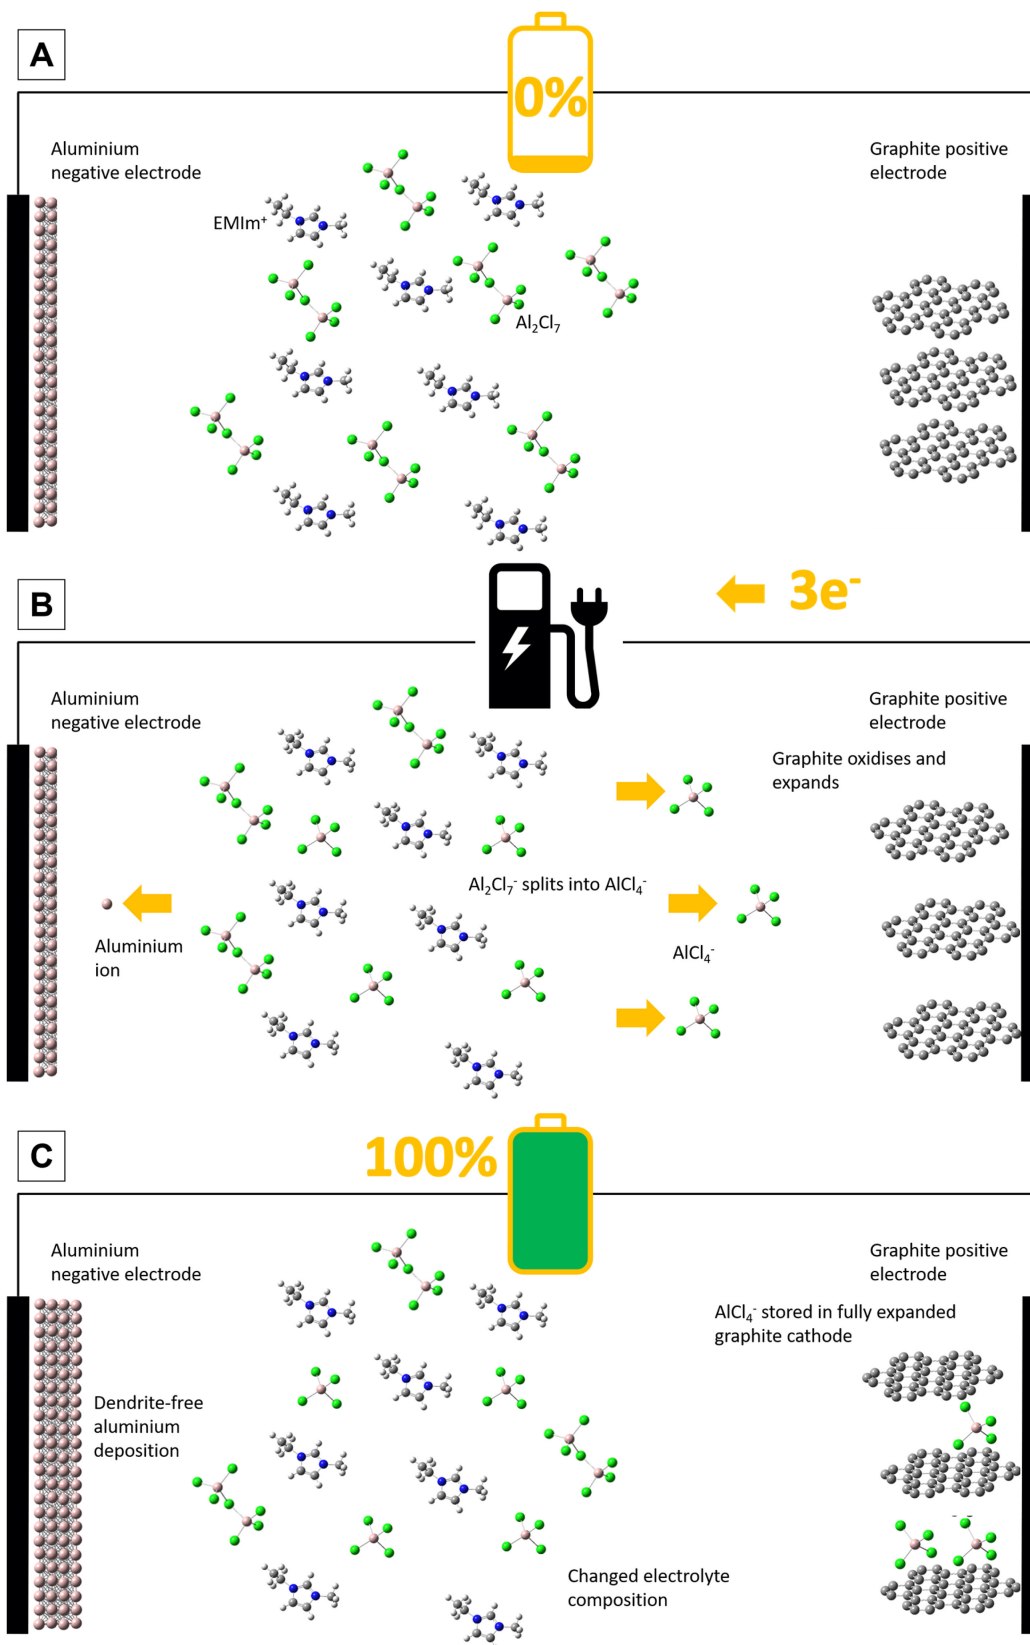 A
0%
Aluminium
negative electrode
Graphite positive
electrode
EMIm⁺
Al₂Cl₇
B
3e⁻
Aluminium
negative electrode
Graphite positive
electrode
Graphite oxidises and
expands
Al₂Cl₇⁻ splits into AlCl₄⁻
Aluminium
ion
AlCl₄⁻
C
100%
Aluminium
negative electrode
Graphite positive
electrode
AlCl₄⁻ stored in fully expanded
graphite cathode
Dendrite-free
aluminium
deposition
Changed electrolyte
composition